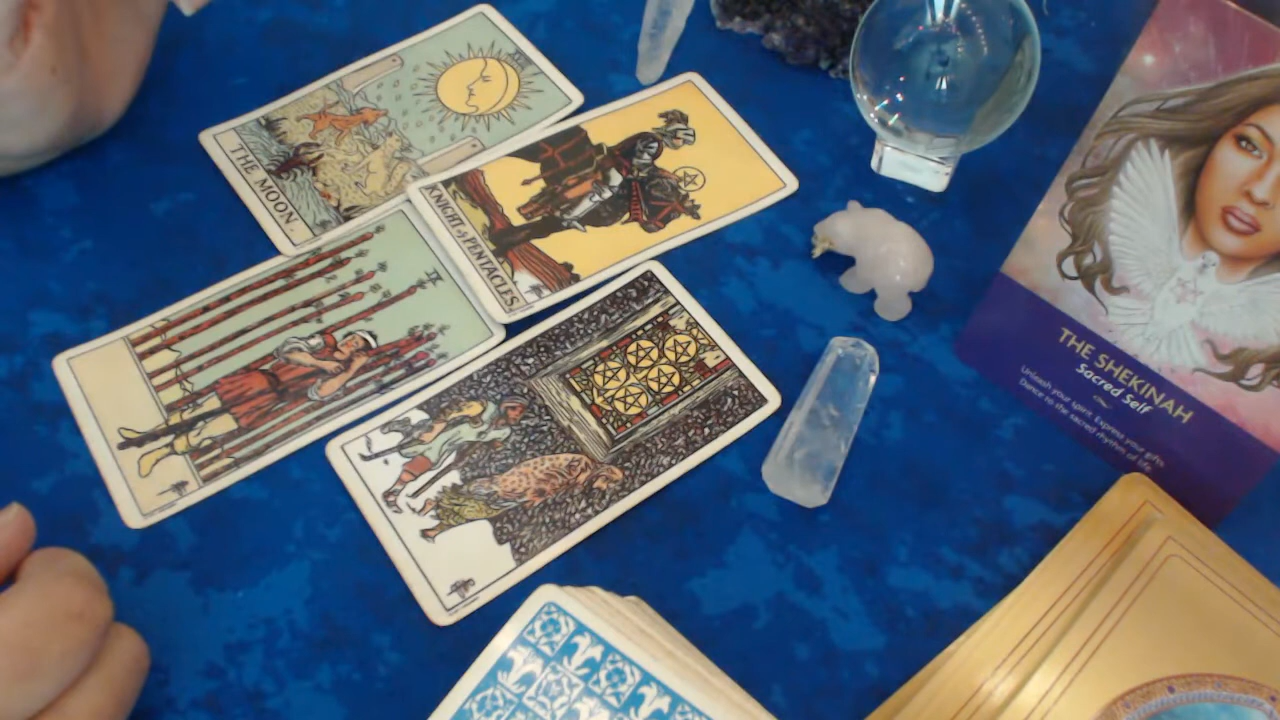 THE MOON.
KNIGHT of PENTACLES.
IX
THE SHEKINAH
Sacred Self
Unleash your spirit. Express your gifts.
Dance to the sacred rhythm of life.